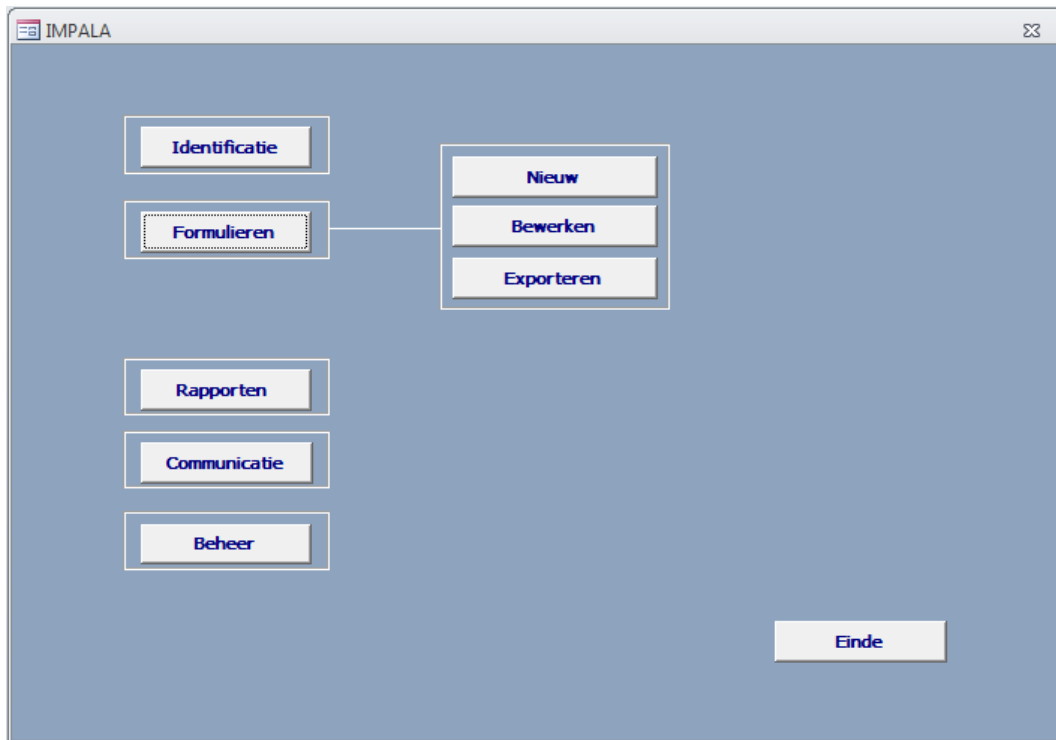 IMPALA
Identificatie
Formulieren
Nieuw
Bewerken
Exporteren
Rapporten
Communicatie
Beheer
Einde